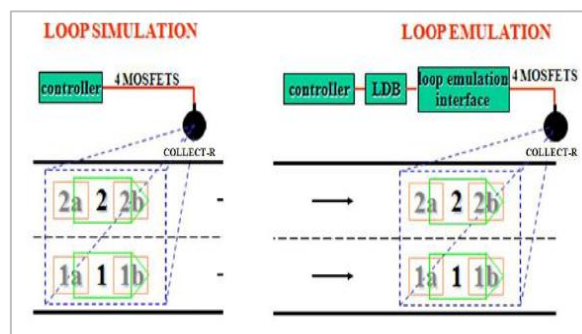 LOOP SIMULATION
controller
4 MOSFETS
COLLECT-R
2a 2 2b
1a 1 1b
LOOP EMULATION
controller
LDB
loop emulation
interface
4 MOSFETS
COLLECT-R
2a 2 2b
1a 1 1b